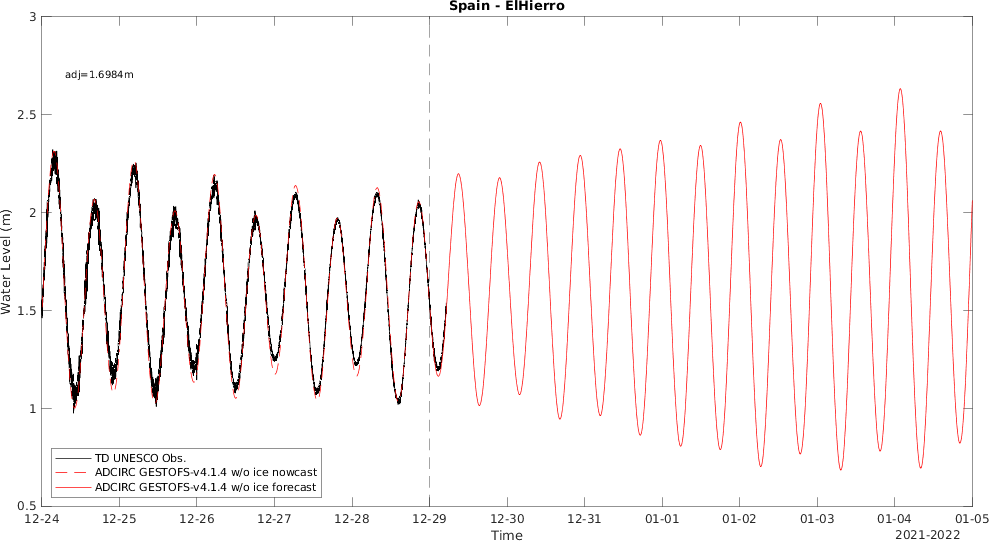 Spain - ElHierro
3
adj=1.6984m
2.5
2
Water Level (m)
1.5
1
TD UNESCO Obs.
ADCIRC GESTOFS-v4.1.4 w/o ice nowcast
ADCIRC GESTOFS-v4.1.4 w/o ice forecast
0.5
12-24 12-25 12-26 12-27 12-28 12-29 12-30 12-31 01-01 01-02 01-03 01-04 01-05
Time
2021-2022